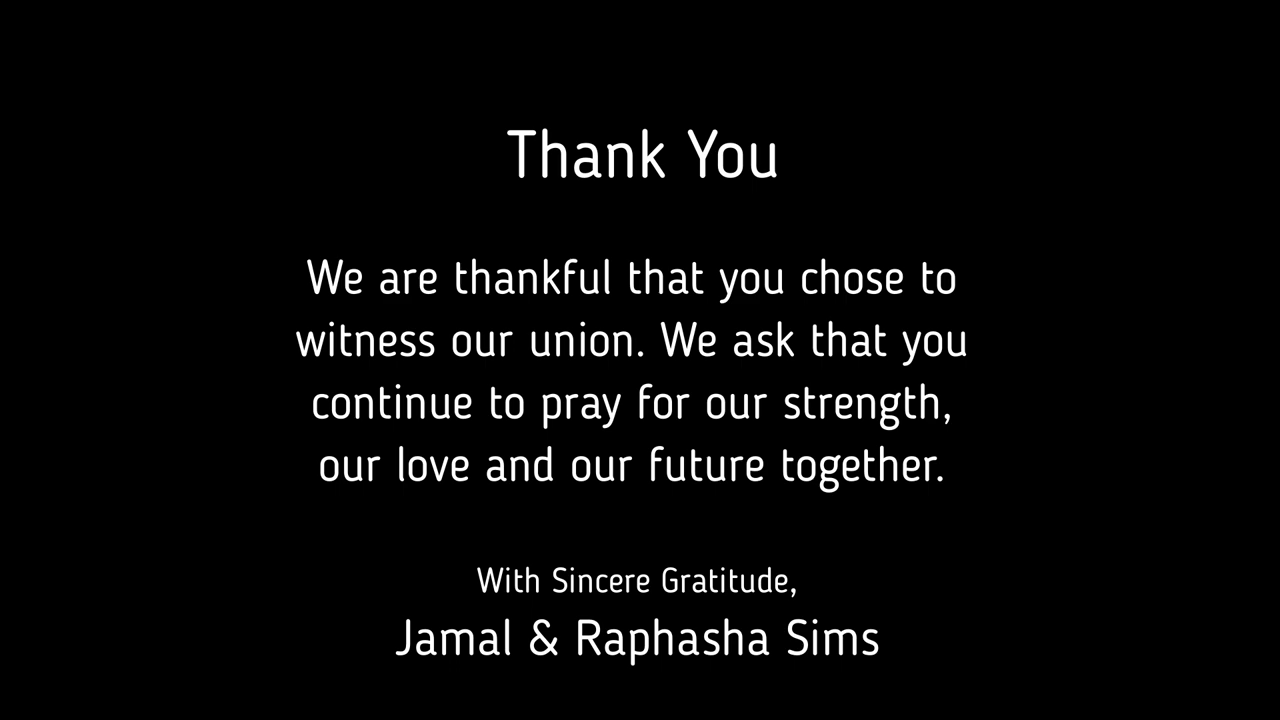 Thank You
We are thankful that you chose to
witness our union. We ask that you
continue to pray for our strength,
our love and our future together.
With Sincere Gratitude,
Jamal & Raphasha Sims